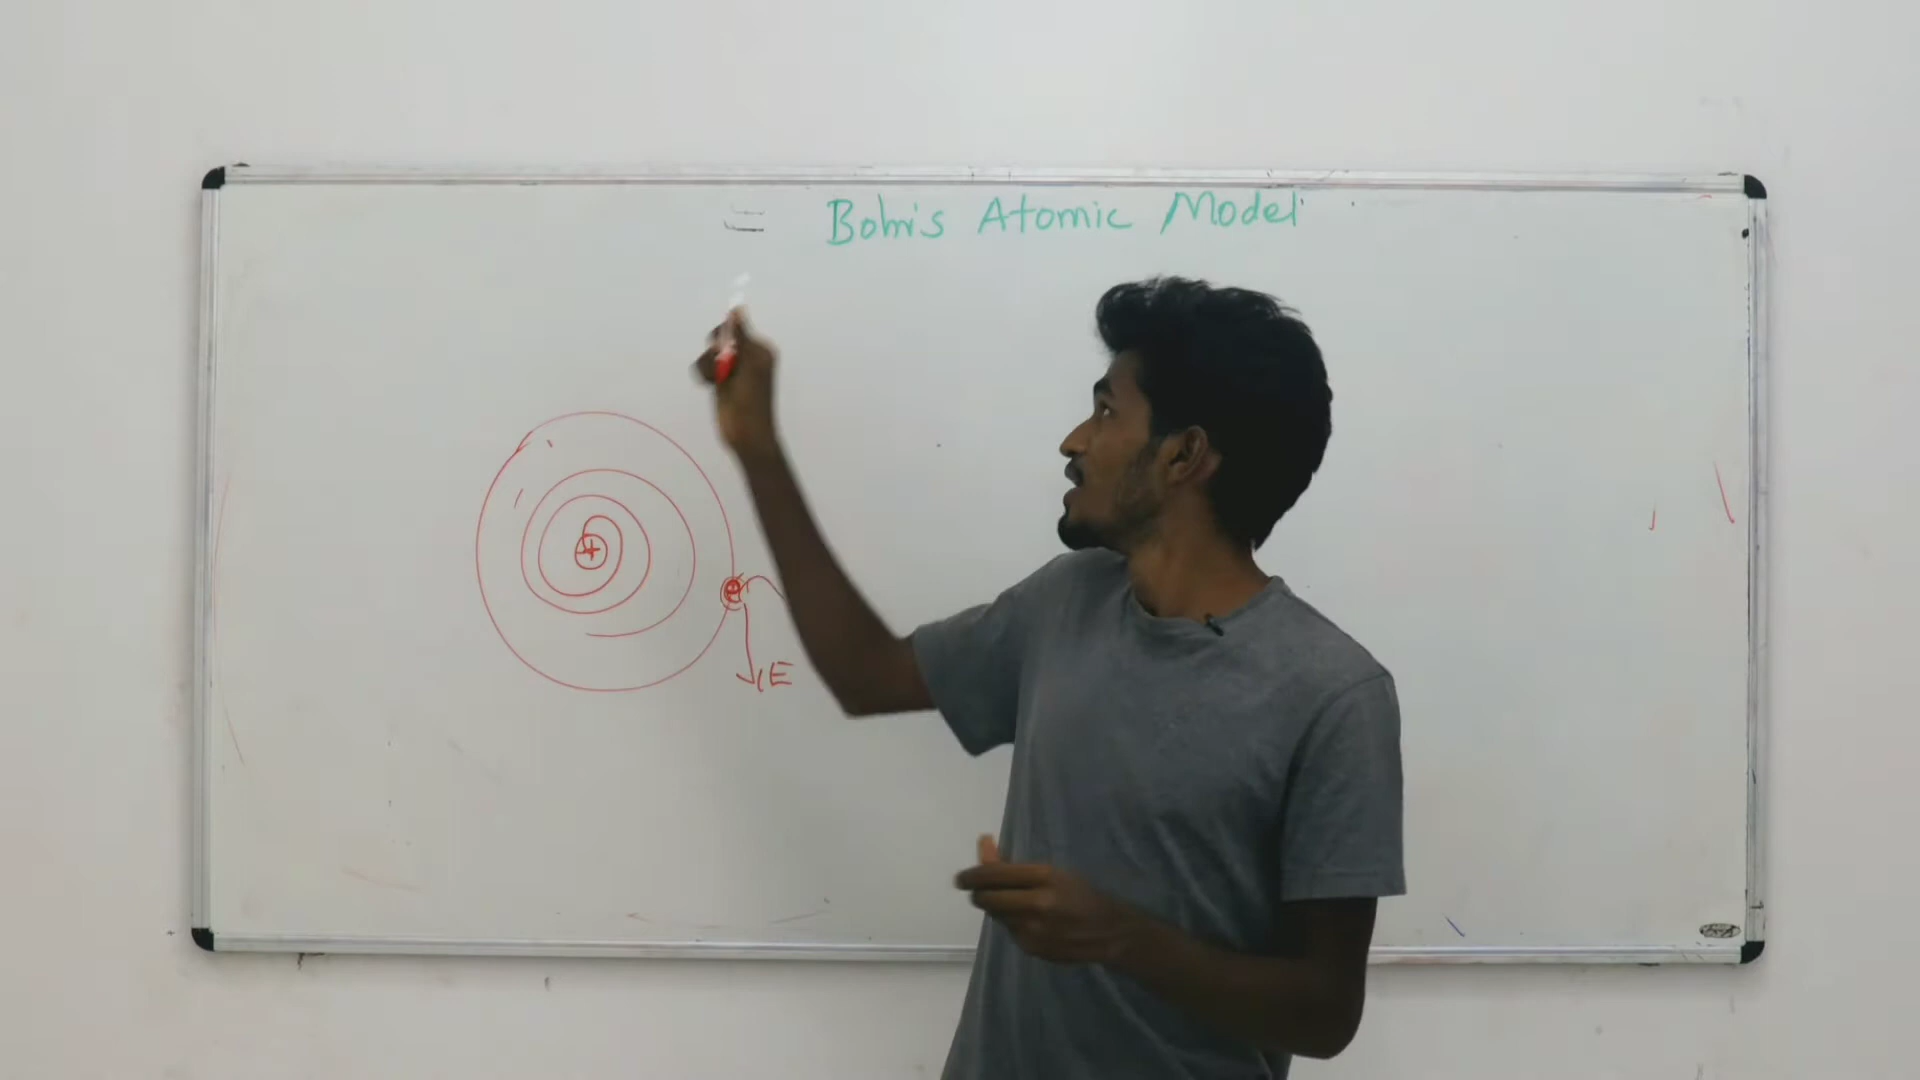 = Bohr's Atomic Model
+
e
↓E